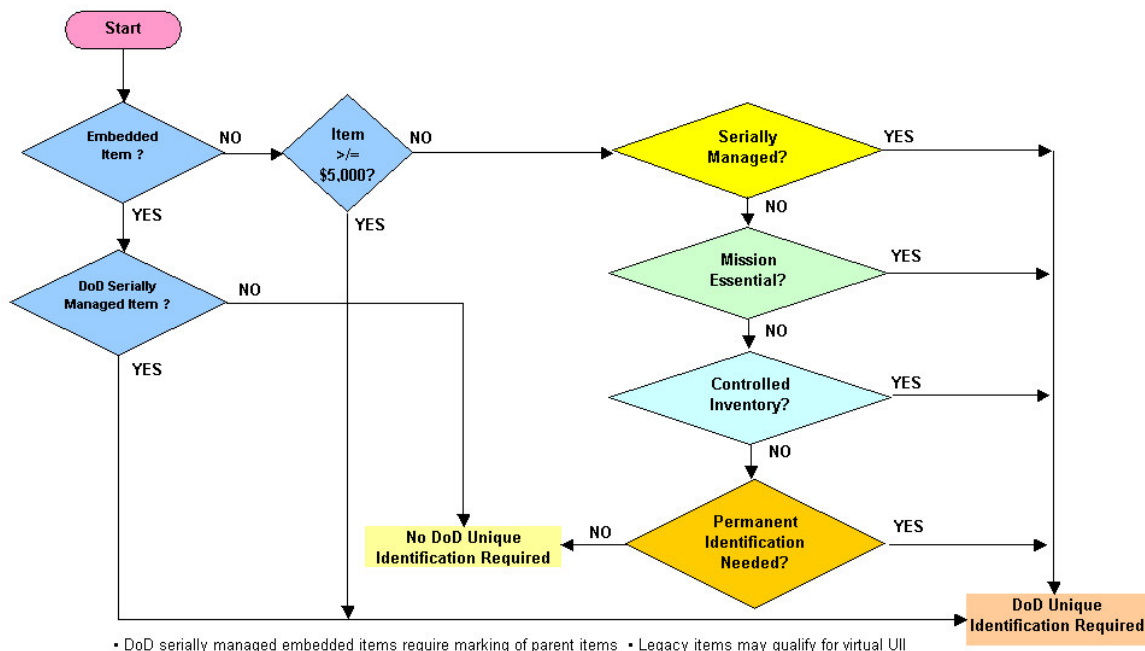 Start
Embedded
Item ?
NO
Item
>/=
$5,000?
NO
Serially
Managed?
YES
YES
YES
NO
DoD Serially
Managed Item ?
NO
Mission
Essential?
YES
YES
NO
Controlled
Inventory?
YES
NO
No DoD Unique
Identification Required
NO
Permanent
Identification
Needed?
YES
DoD Unique
Identification Required
• DoD serially managed embedded items require marking of parent items • Legacy items may qualify for virtual UII